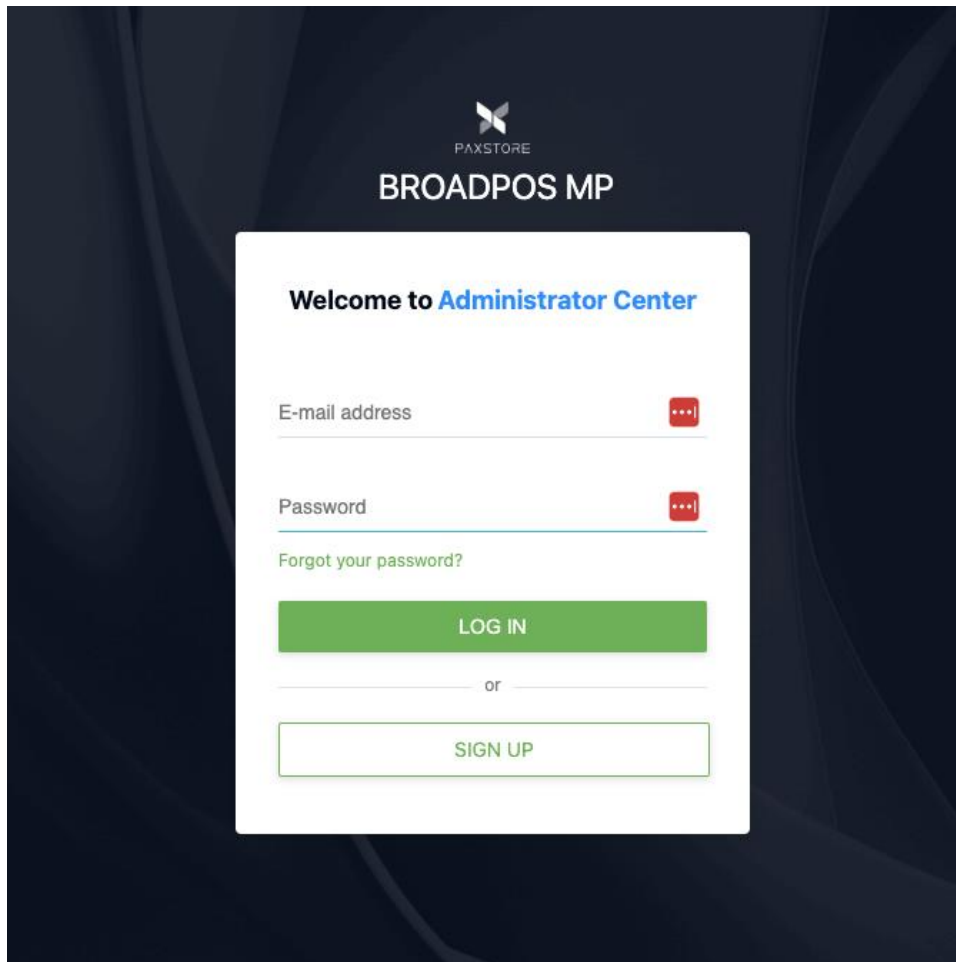 PAXSTORE
BROADPOS MP
Welcome to Administrator Center
E-mail address
Password
Forgot your password?
LOG IN
or
SIGN UP